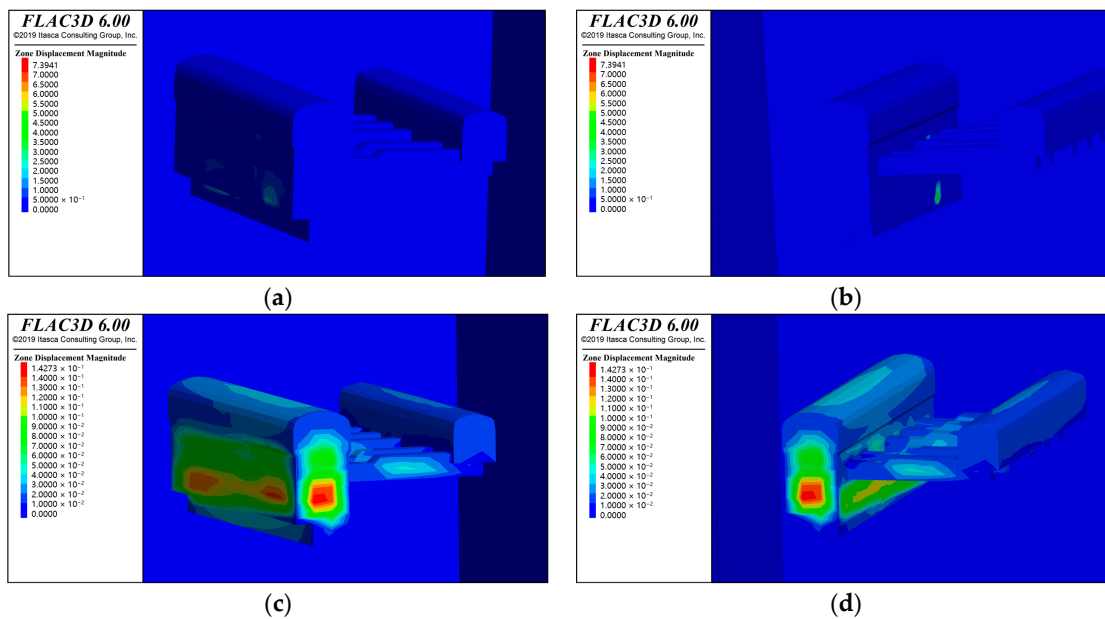 FLAC3D 6.00
©2019 Itasca Consulting Group, Inc.
Zone Displacement Magnitude
7.3941
7.0000
6.5000
6.0000
5.5000
5.0000
4.5000
4.0000
3.5000
3.0000
2.5000
2.0000
1.5000
1.0000
5.0000 × 10⁻¹
0.0000
(a)
FLAC3D 6.00
©2019 Itasca Consulting Group, Inc.
Zone Displacement Magnitude
7.3941
7.0000
6.5000
6.0000
5.5000
5.0000
4.5000
4.0000
3.5000
3.0000
2.5000
2.0000
1.5000
1.0000
5.0000 × 10⁻¹
0.0000
(b)
FLAC3D 6.00
©2019 Itasca Consulting Group, Inc.
Zone Displacement Magnitude
1.4273 × 10⁻¹
1.4000 × 10⁻¹
1.3000 × 10⁻¹
1.2000 × 10⁻¹
1.1000 × 10⁻¹
1.0000 × 10⁻¹
9.0000 × 10⁻²
8.0000 × 10⁻²
7.0000 × 10⁻²
6.0000 × 10⁻²
5.0000 × 10⁻²
4.0000 × 10⁻²
3.0000 × 10⁻²
2.0000 × 10⁻²
1.0000 × 10⁻²
0.0000
(c)
FLAC3D 6.00
©2019 Itasca Consulting Group, Inc.
Zone Displacement Magnitude
1.4273 × 10⁻¹
1.4000 × 10⁻¹
1.3000 × 10⁻¹
1.2000 × 10⁻¹
1.1000 × 10⁻¹
1.0000 × 10⁻¹
9.0000 × 10⁻²
8.0000 × 10⁻²
7.0000 × 10⁻²
6.0000 × 10⁻²
5.0000 × 10⁻²
4.0000 × 10⁻²
3.0000 × 10⁻²
2.0000 × 10⁻²
1.0000 × 10⁻²
0.0000
(d)